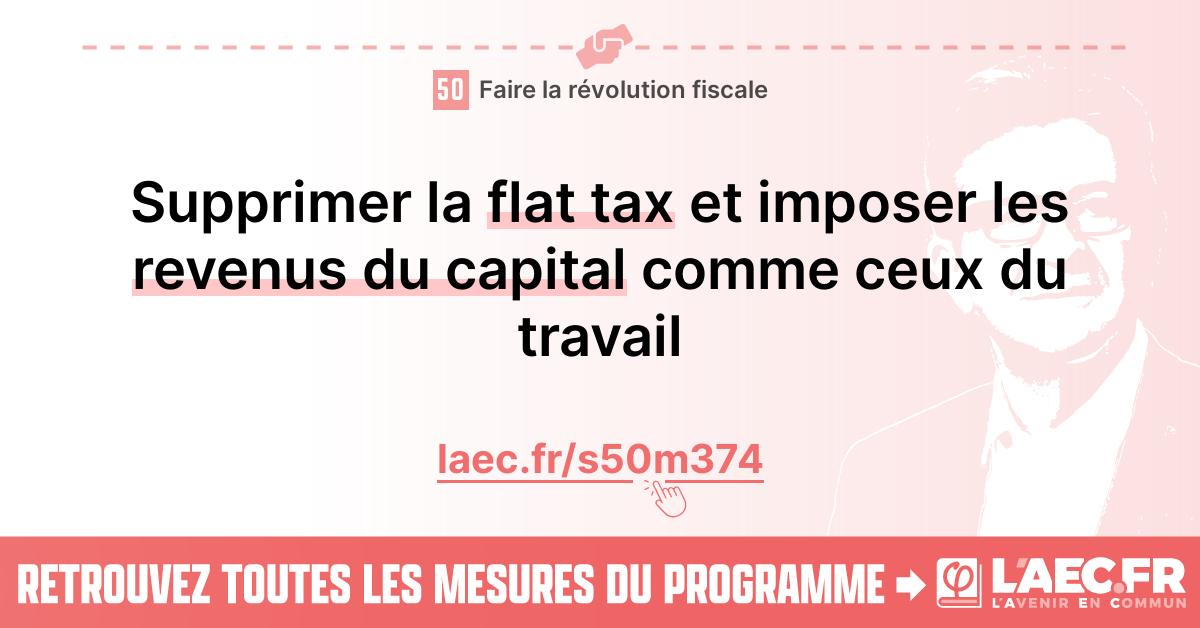 50 Faire la révolution fiscale
Supprimer la flat tax et imposer les
revenus du capital comme ceux du
travail
laec.fr/s50m374
RETROUVEZ TOUTES LES MESURES DU PROGRAMME
L'AEC.FR
L'AVENIR EN COMMUN